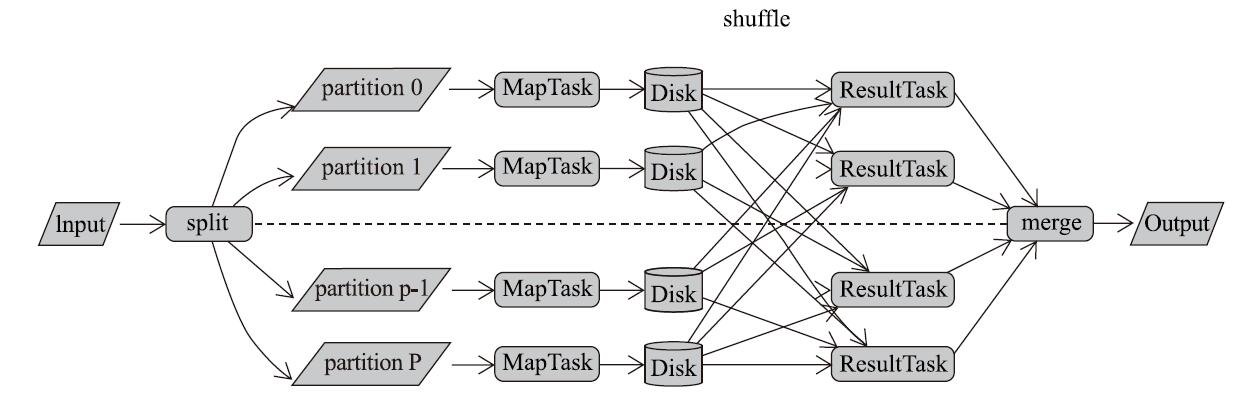 shuffle
partition 0 MapTask Disk ResultTask
partition 1 MapTask Disk ResultTask
Input split merge Output
partition p-1 MapTask Disk ResultTask
partition P MapTask Disk ResultTask